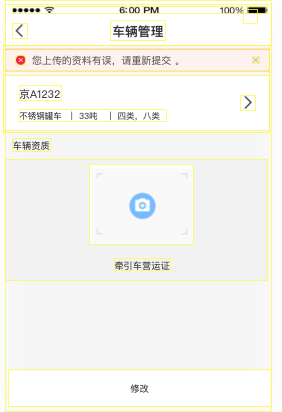 6:00 PM 100%
车辆管理
您上传的资料有误，请重新提交 。
京A1232
不锈钢罐车 | 33吨 | 四类，八类
车辆资质
牵引车营运证
修改